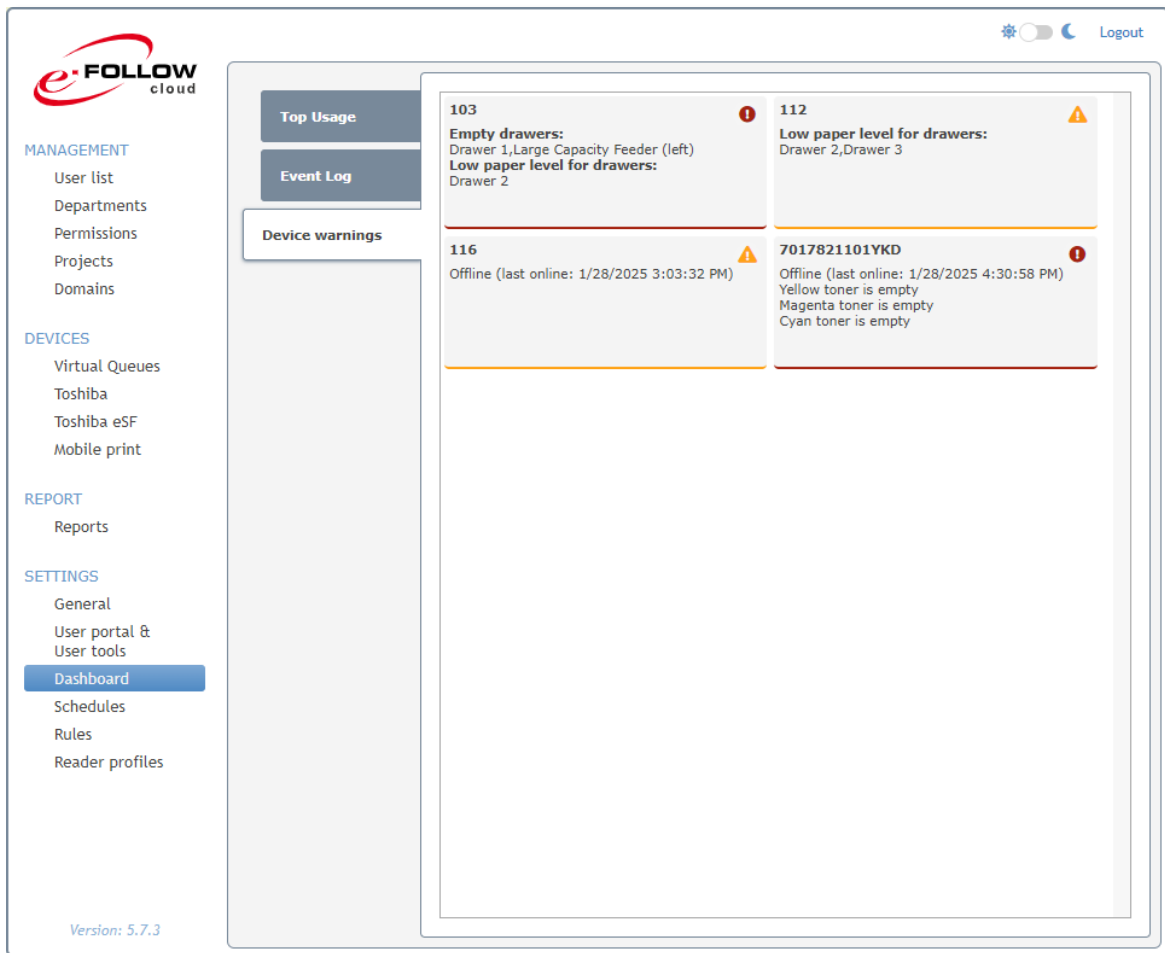 Logout
e-FOLLOW
cloud
MANAGEMENT
User list
Departments
Permissions
Projects
Domains
DEVICES
Virtual Queues
Toshiba
Toshiba eSF
Mobile print
REPORT
Reports
SETTINGS
General
User portal &
User tools
Dashboard
Schedules
Rules
Reader profiles
Version: 5.7.3
Top Usage
Event Log
Device warnings
103
Empty drawers:
Drawer 1,Large Capacity Feeder (left)
Low paper level for drawers:
Drawer 2
112
Low paper level for drawers:
Drawer 2,Drawer 3
116
Offline (last online: 1/28/2025 3:03:32 PM)
7017821101YKD
Offline (last online: 1/28/2025 4:30:58 PM)
Yellow toner is empty
Magenta toner is empty
Cyan toner is empty